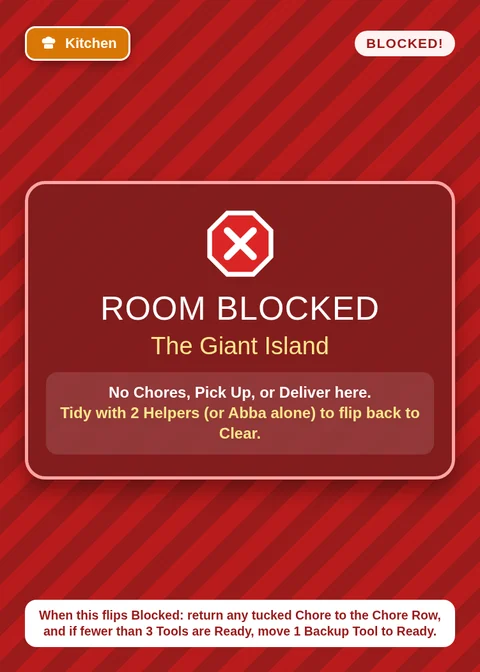 Kitchen
BLOCKED!
ROOM BLOCKED
The Giant Island
No Chores, Pick Up, or Deliver here.
Tidy with 2 Helpers (or Abba alone) to flip back to
Clear.
When this flips Blocked: return any tucked Chore to the Chore Row,
and if fewer than 3 Tools are Ready, move 1 Backup Tool to Ready.